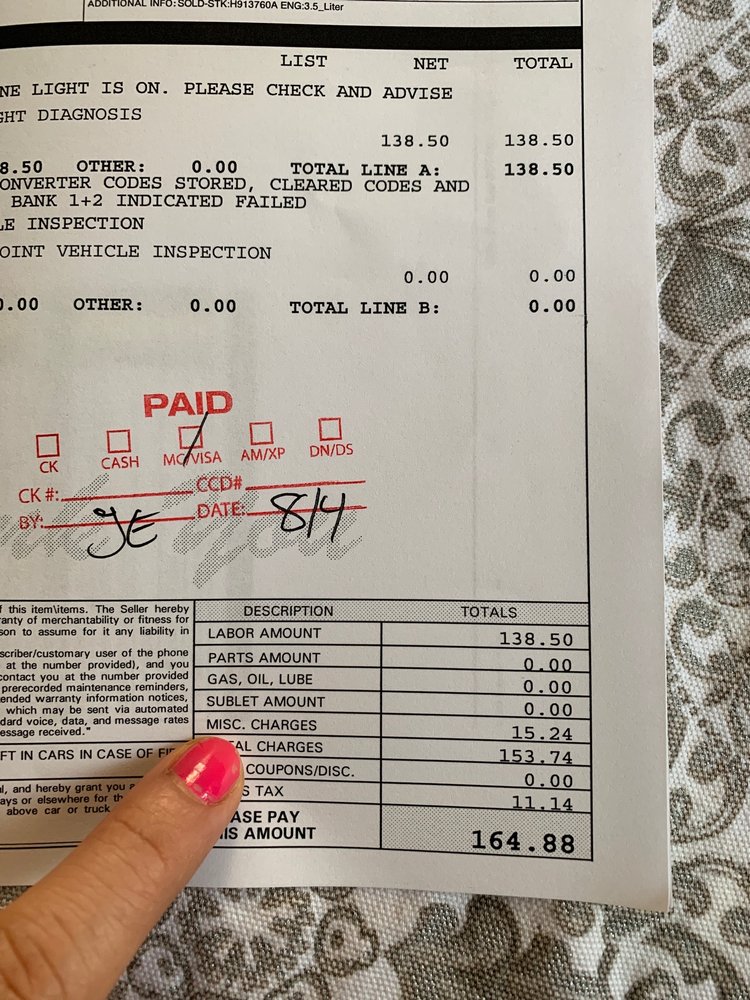 ADDITIONAL INFO: SOLD-STK:H913760A ENG:3.5_Liter
LIST NET TOTAL
NE LIGHT IS ON. PLEASE CHECK AND ADVISE
GHT DIAGNOSIS
138.50 138.50
8.50 OTHER: 0.00 TOTAL LINE A: 138.50
ONVERTER CODES STORED, CLEARED CODES AND
BANK 1+2 INDICATED FAILED
LE INSPECTION
OINT VEHICLE INSPECTION
0.00 0.00
0.00 OTHER: 0.00 TOTAL LINE B: 0.00
PAID
CK CASH MC/VISA AM/XP DN/DS
CK #: CCD#
BY: JE DATE: 8/4
You
f this item\items. The Seller hereby
ranty of merchantability or fitness for
son to assume for it any liability in
scriber/customary user of the phone
at the number provided), and you
contact you at the number provided
prerecorded maintenance reminders,
ended warranty information notices,
which may be sent via automated
dard voice, data, and message rates
essage received."
FT IN CARS IN CASE OF FI
al, and hereby grant you a
ays or elsewhere for th
above car or truck
DESCRIPTION TOTALS
LABOR AMOUNT 138.50
PARTS AMOUNT 0.00
GAS, OIL, LUBE 0.00
SUBLET AMOUNT 0.00
MISC. CHARGES 15.24
AL CHARGES 153.74
COUPONS/DISC. 0.00
S TAX 11.14
ASE PAY
IS AMOUNT 164.88